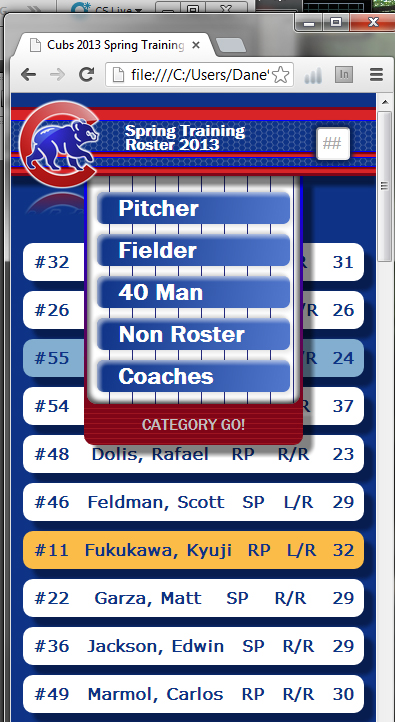 CS Live
Cubs 2013 Spring Training
file:///C:/Users/Dane'
In
Spring Training
Roster 2013
##
Pitcher
Fielder
40 Man
Non Roster
Coaches
CATEGORY GO!
#32 R 31
#26 /R 26
#55 /R 24
#54 R 37
#48 Dolis, Rafael RP R/R 23
#46 Feldman, Scott SP L/R 29
#11 Fukukawa, Kyuji RP L/R 32
#22 Garza, Matt SP R/R 29
#36 Jackson, Edwin SP R/R 29
#49 Marmol, Carlos RP R/R 30